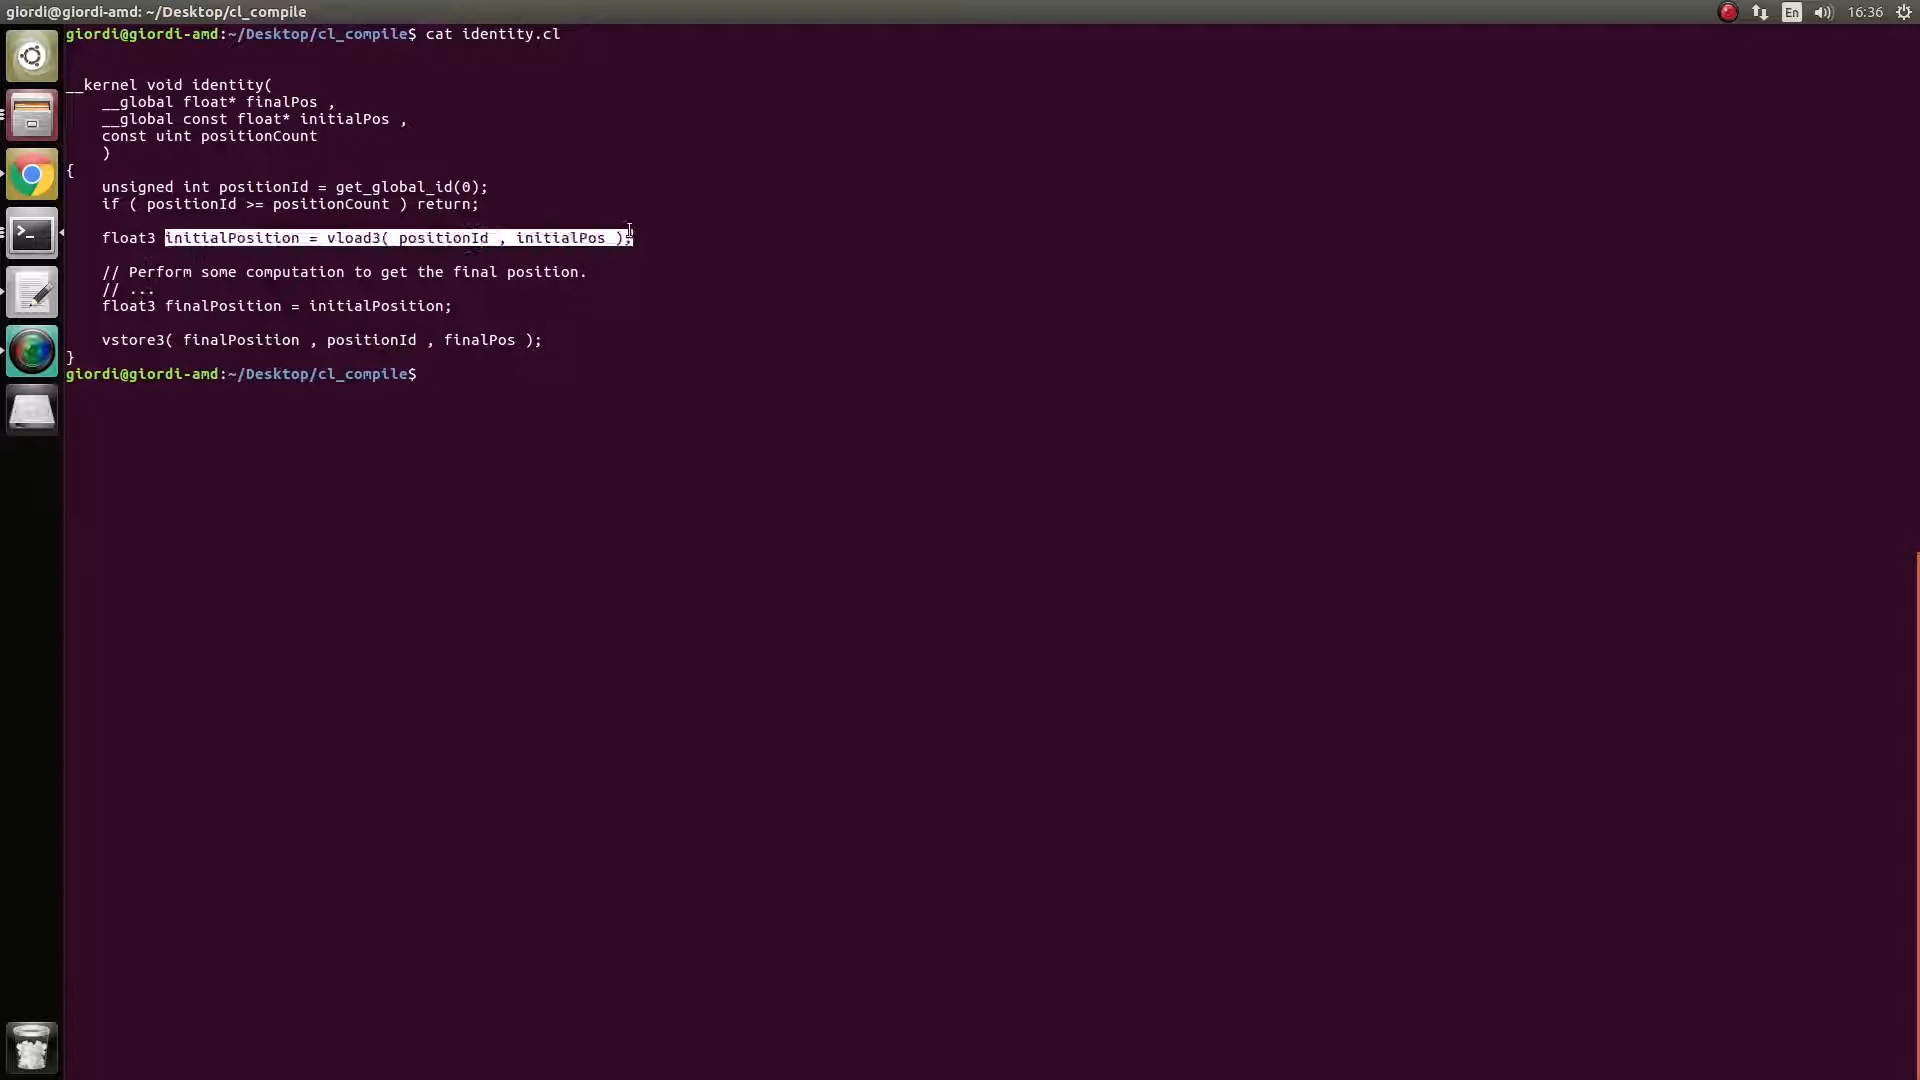 giordi@giordi-amd: ~/Desktop/cl_compile
En
16:36
giordi@giordi-amd:~/Desktop/cl_compile$ cat identity.cl
__kernel void identity(
    __global float* finalPos ,
    __global const float* initialPos ,
    const uint positionCount
    )
{
    unsigned int positionId = get_global_id(0);
    if ( positionId >= positionCount ) return;
    float3 initialPosition = vload3( positionId , initialPos );
    // Perform some computation to get the final position.
    // ...
    float3 finalPosition = initialPosition;
    vstore3( finalPosition , positionId , finalPos );
}
giordi@giordi-amd:~/Desktop/cl_compile$